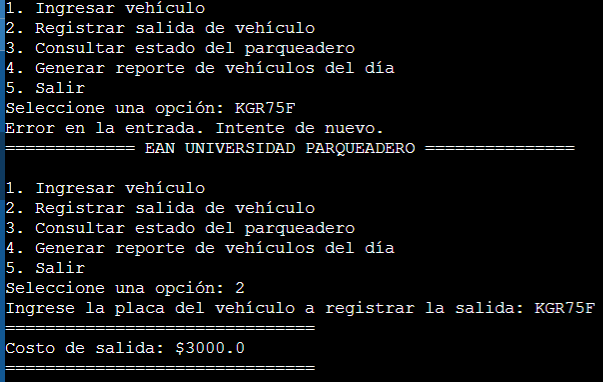 1. Ingresar vehículo
2. Registrar salida de vehículo
3. Consultar estado del parqueadero
4. Generar reporte de vehículos del día
5. Salir
Seleccione una opción: KGR75F
Error en la entrada. Intente de nuevo.
============= EAN UNIVERSIDAD PARQUEADERO ===============
1. Ingresar vehículo
2. Registrar salida de vehículo
3. Consultar estado del parqueadero
4. Generar reporte de vehículos del día
5. Salir
Seleccione una opción: 2
Ingrese la placa del vehículo a registrar la salida: KGR75F
===============================
Costo de salida: $3000.0
===============================